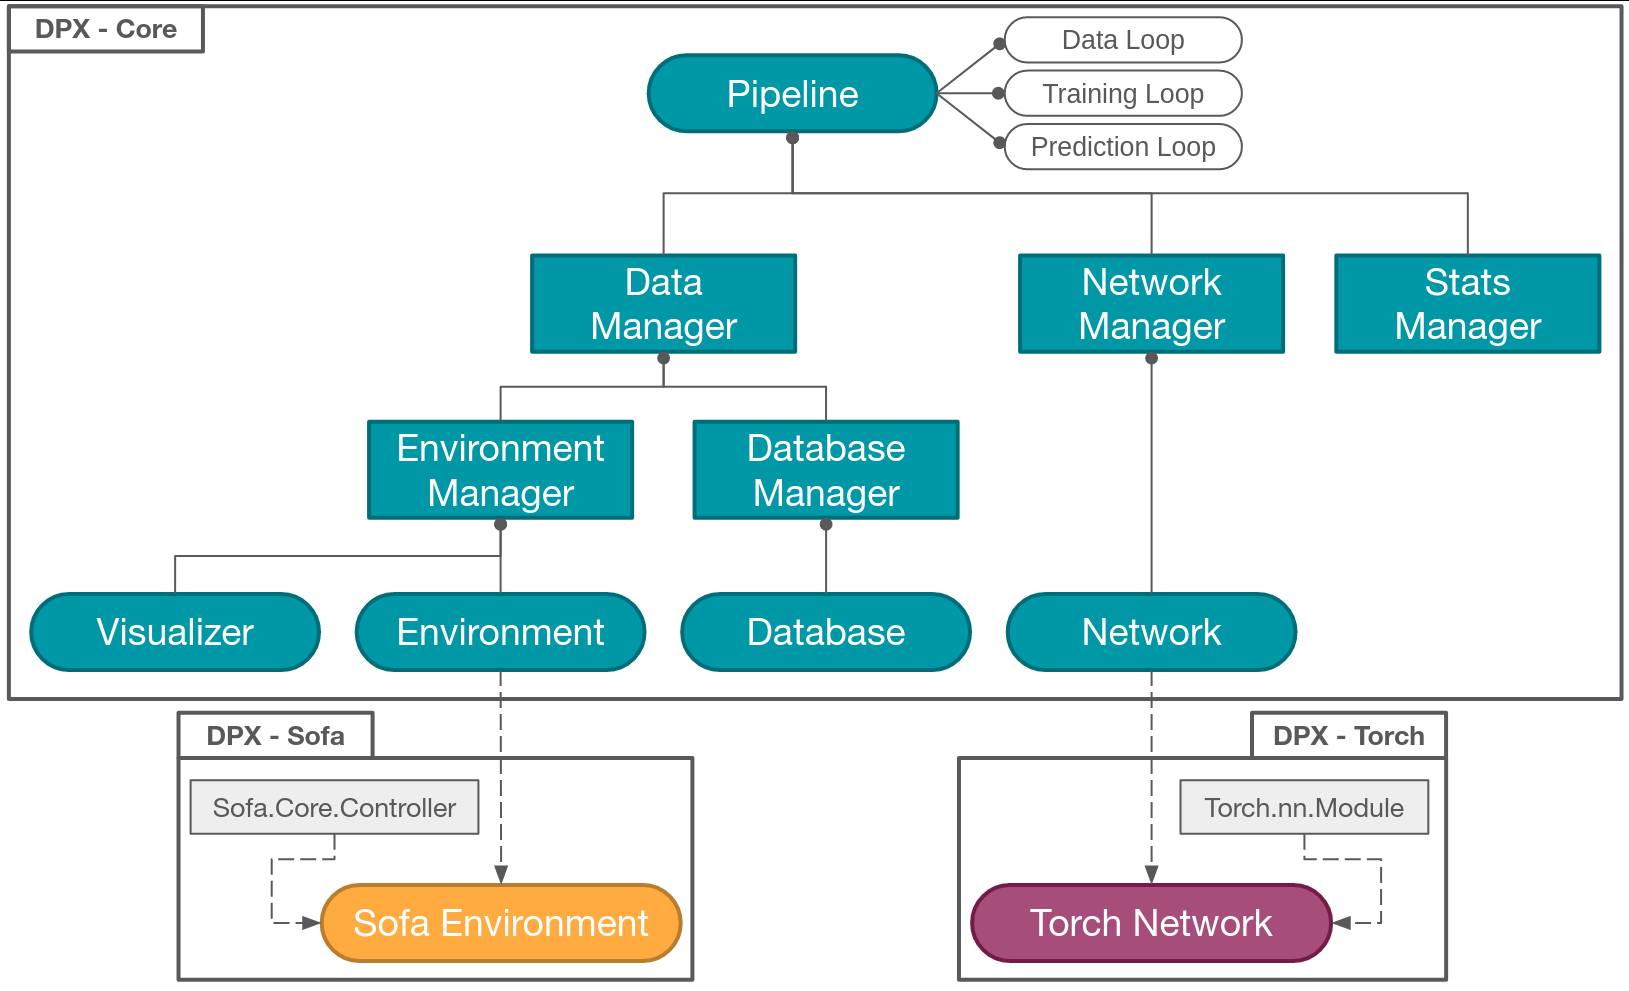 DPX - Core
Data Loop
Pipeline
Training Loop
Prediction Loop
Data
Manager
Network
Manager
Stats
Manager
Environment
Manager
Database
Manager
Visualizer
Environment
Database
Network
DPX - Sofa
DPX - Torch
Sofa.Core.Controller
Torch.nn.Module
Sofa Environment
Torch Network